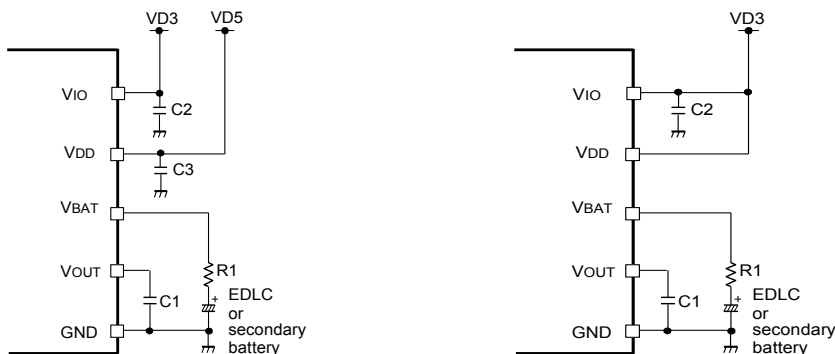 VD3 VD5
VIO
C2
VDD
C3
VBAT
R1
VOUT
C1
EDLC
or
secondary
battery
GND
VD3
VIO
C2
VDD
VBAT
R1
VOUT
C1
EDLC
or
secondary
battery
GND